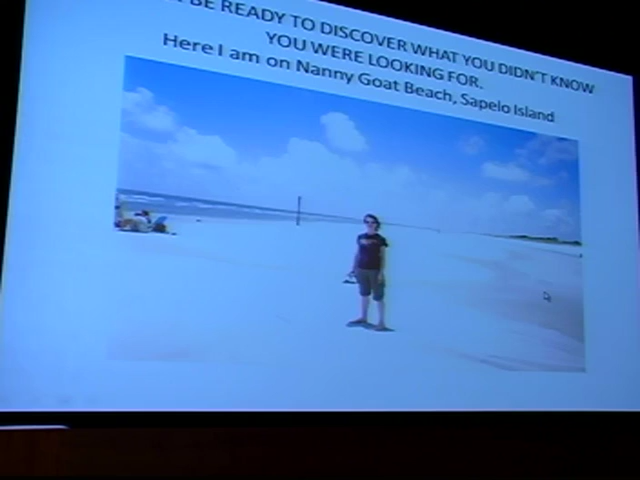 BE READY TO DISCOVER WHAT YOU DIDN'T KNOW
YOU WERE LOOKING FOR.
Here I am on Nanny Goat Beach, Sapelo Island